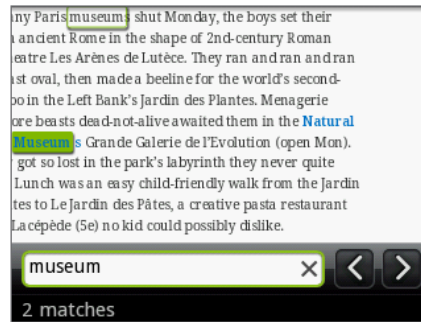 ny Paris museums shut Monday, the boys set their
ancient Rome in the shape of 2nd-century Roman
eatre Les Arènes de Lutèce. They ran and ran and ran
st oval, then made a beeline for the world's second-
oo in the Left Bank's Jardin des Plantes. Menagerie
ore beasts dead-not-alive awaited them in the Natural
Museum's Grande Galerie de l'Evolution (open Mon).
got so lost in the park's labyrinth they never quite
Lunch was an easy child-friendly walk from the Jardin
tes to Le Jardin des Pâtes, a creative pasta restaurant
Lacépède (5e) no kid could possibly dislike.
museum
2 matches